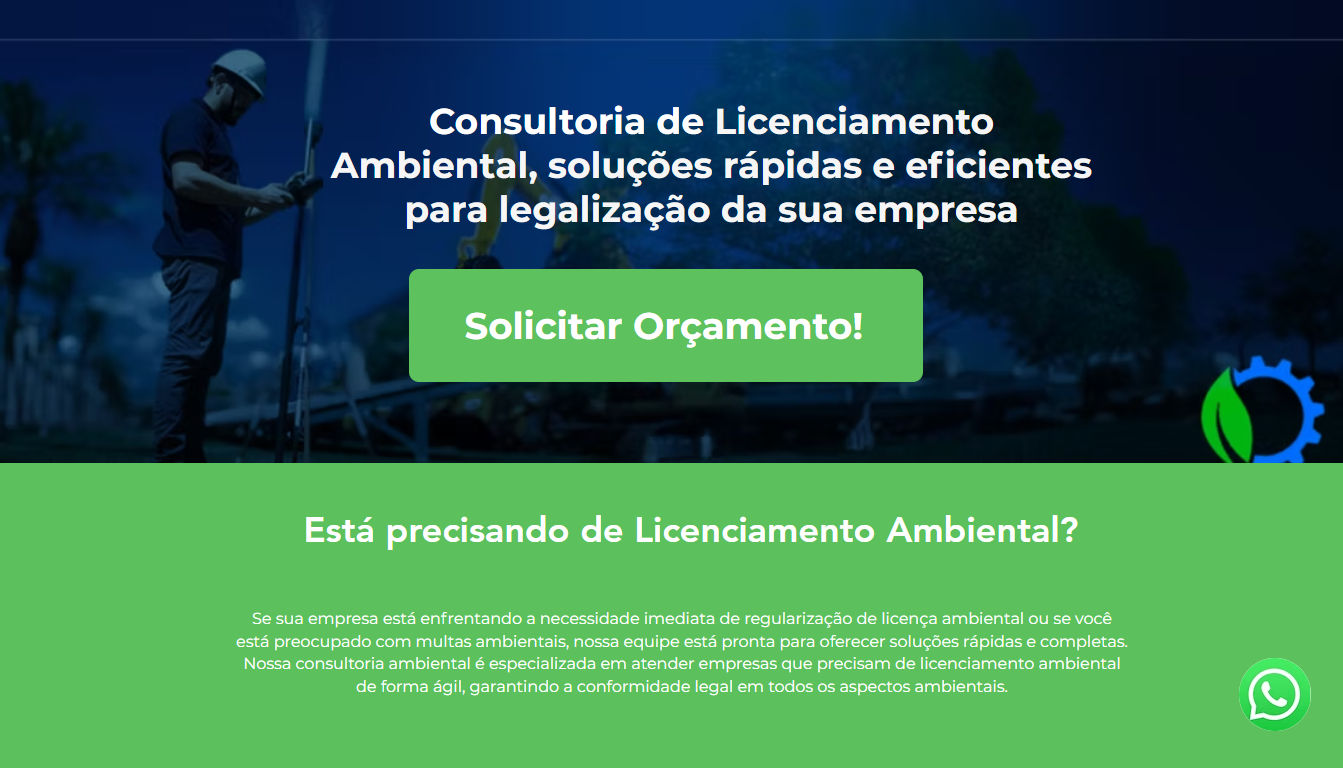 Consultoria de Licenciamento
Ambiental, soluções rápidas e eficientes
para legalização da sua empresa
Solicitar Orçamento!
Está precisando de Licenciamento Ambiental?
Se sua empresa está enfrentando a necessidade imediata de regularização de licença ambiental ou se você
está preocupado com multas ambientais, nossa equipe está pronta para oferecer soluções rápidas e completas.
Nossa consultoria ambiental é especializada em atender empresas que precisam de licenciamento ambiental
de forma ágil, garantindo a conformidade legal em todos os aspectos ambientais.